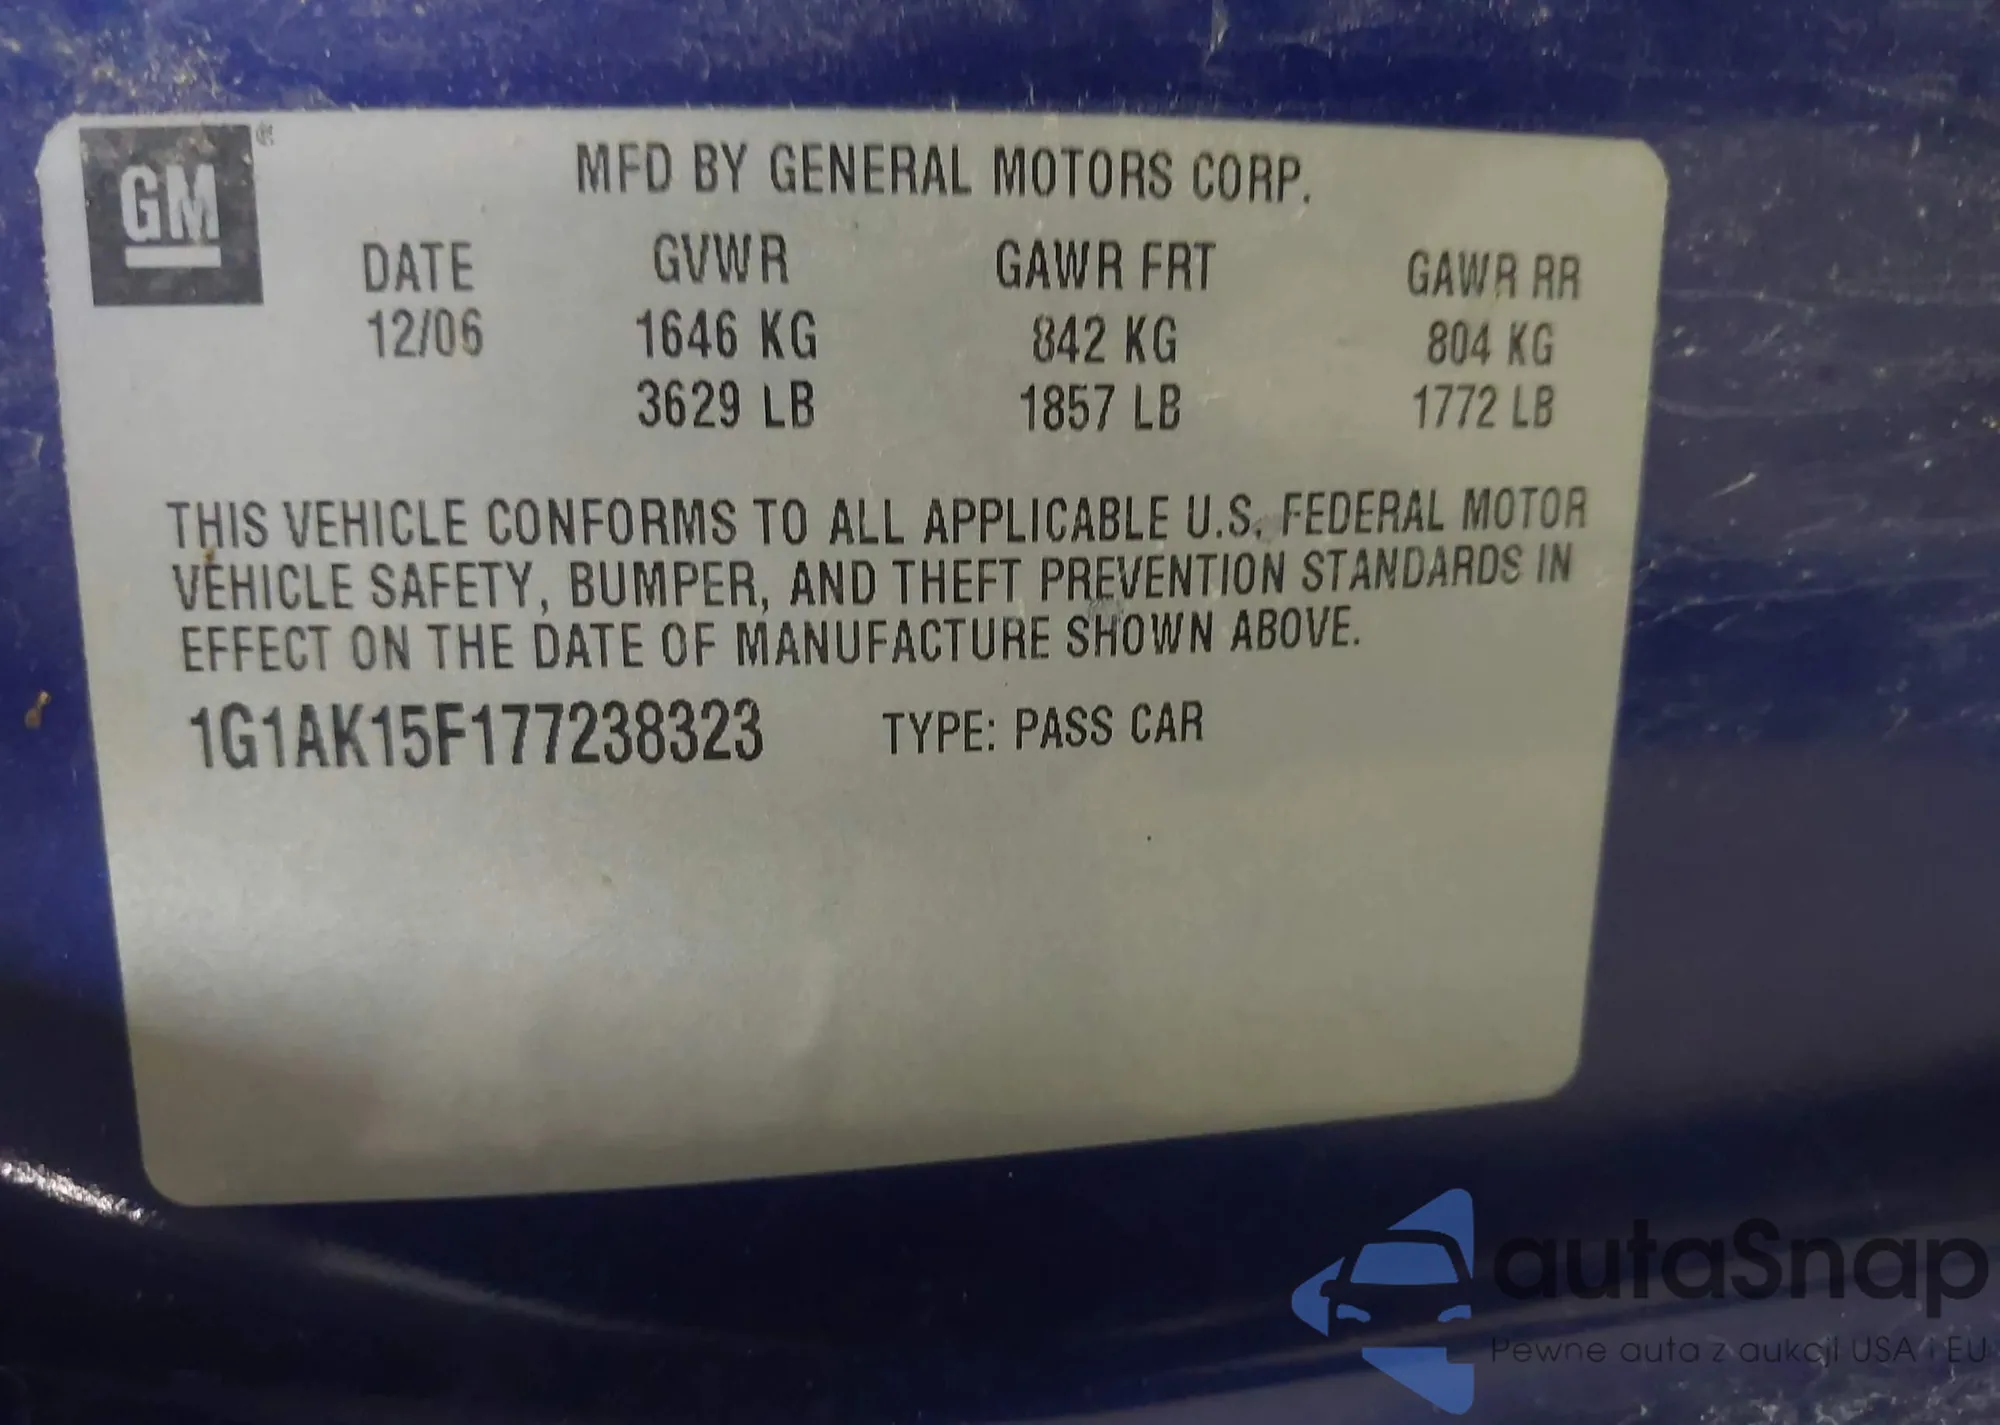 GM
MFD BY GENERAL MOTORS CORP.
DATE GVWR GAWR FRT GAWR RR
12/06 1646 KG 842 KG 804 KG
3629 LB 1857 LB 1772 LB
THIS VEHICLE CONFORMS TO ALL APPLICABLE U.S. FEDERAL MOTOR
VEHICLE SAFETY, BUMPER, AND THEFT PREVENTION STANDARDS IN
EFFECT ON THE DATE OF MANUFACTURE SHOWN ABOVE.
1G1AK15F177238323 TYPE: PASS CAR
autaSnap
Pewne auta z aukcji USA i EU